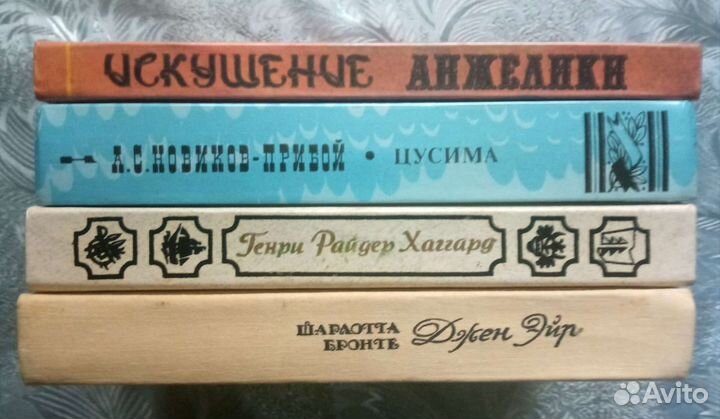 ИСКУШЕНИЕ АНЖЕЛИКИ
А.С.НОВИКОВ-ПРИБОЙ • ЦУСИМА
Генри Райдер Хаггард
ШАРЛОТТА
БРОНТЕ Джен Эйр
Avito